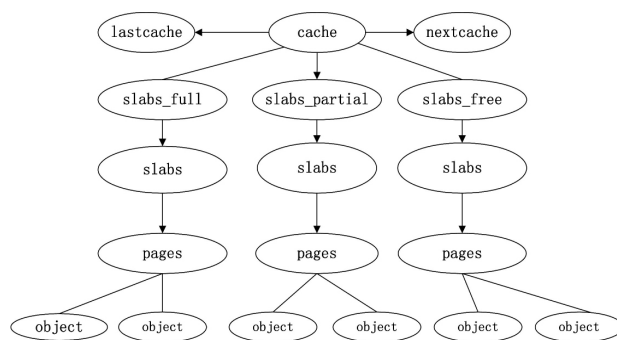 lastcache cache nextcache
slabs_full slabs_partial slabs_free
slabs slabs slabs
pages pages pages
object object object object object object